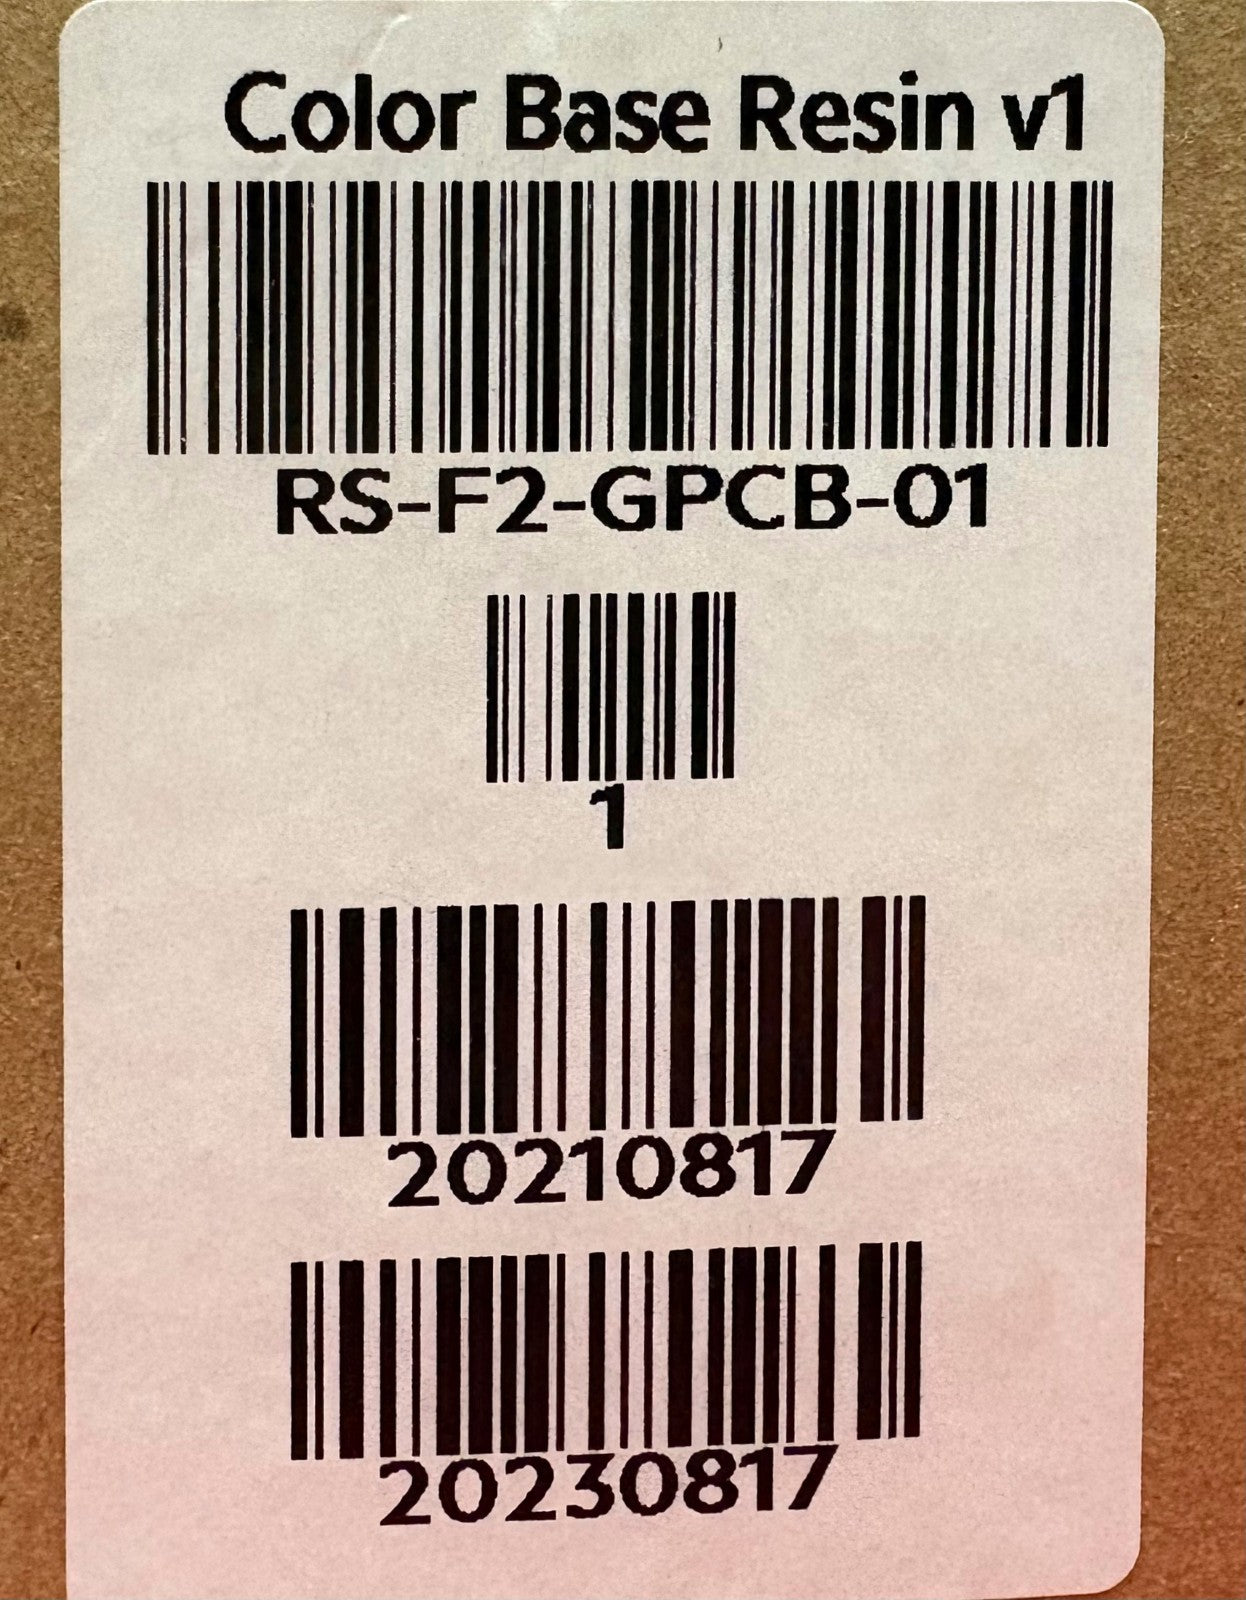 Color Base Resin v1
RS-F2-GPCB-01
1
20210817
20230817